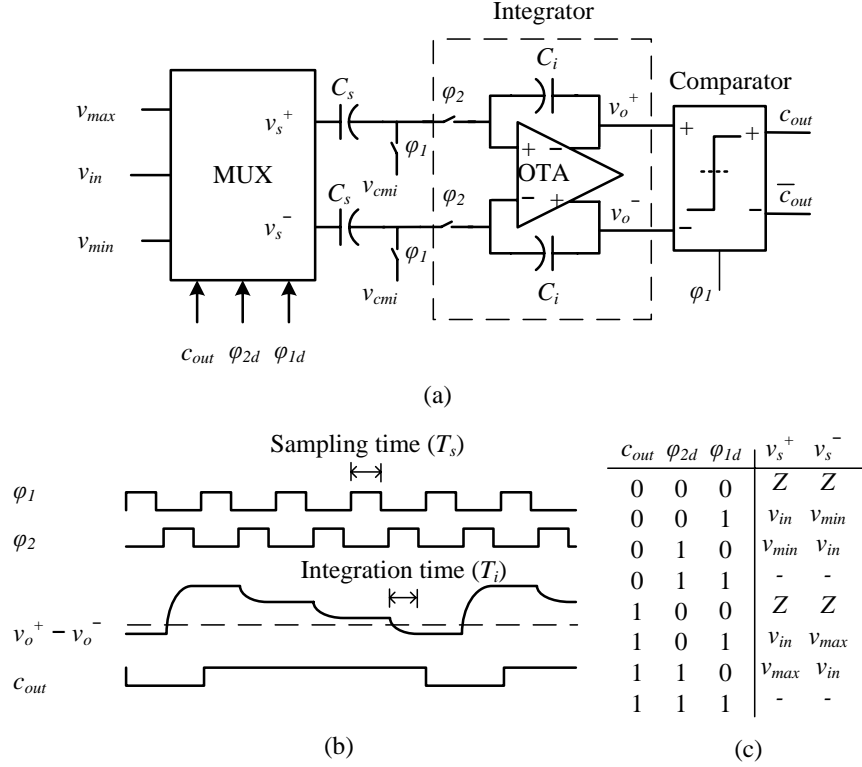 Integrator
C_i
C_s
φ_2
v_o^+
Comparator
v_max
v_s^+
φ_1
+
+
c_out
v_in
MUX
v_cmi
+ −
OTA
v_min
v_s^−
C_s
φ_2
− +
v_o^−
−
−
c̅_out
φ_1
v_cmi
C_i
φ_1
c_out φ_2d φ_1d
(a)
Sampling time (T_s)
φ_1
φ_2
Integration time (T_i)
v_o^+ − v_o^−
c_out
(b)
c_out φ_2d φ_1d v_s^+ v_s^−
0 0 0 Z Z
0 0 1 v_in v_min
0 1 0 v_min v_in
0 1 1 - -
1 0 0 Z Z
1 0 1 v_in v_max
1 1 0 v_max v_in
1 1 1 - -
(c)